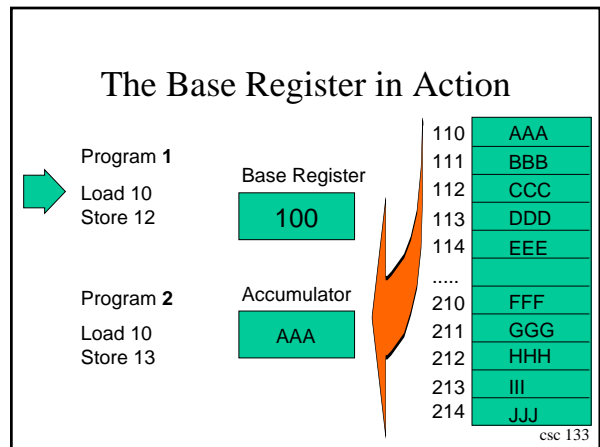 The Base Register in Action
Program 1
Load 10
Store 12
Base Register
100
Program 2
Load 10
Store 13
Accumulator
AAA
110 AAA
111 BBB
112 CCC
113 DDD
114 EEE
.....
210 FFF
211 GGG
212 HHH
213 III
214 JJJ
csc 133